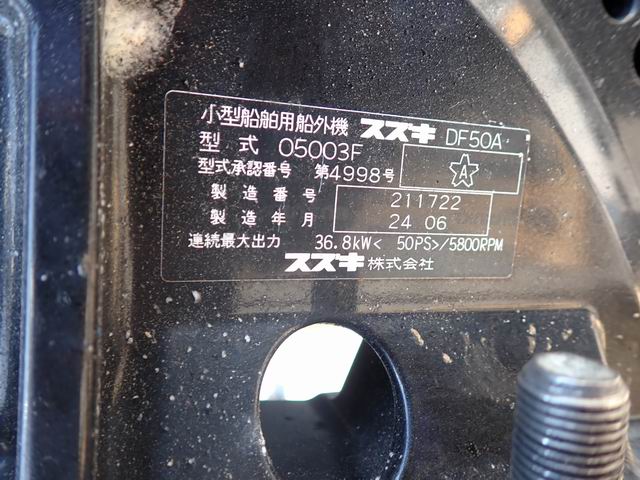 小型船舶用船外機 スズキ DF50A
型式 05003F
型式承認番号 第4998号 A
製造番号 211722
製造年月 24 06
連続最大出力 36.8kW< 50PS>/5800RPM
スズキ株式会社